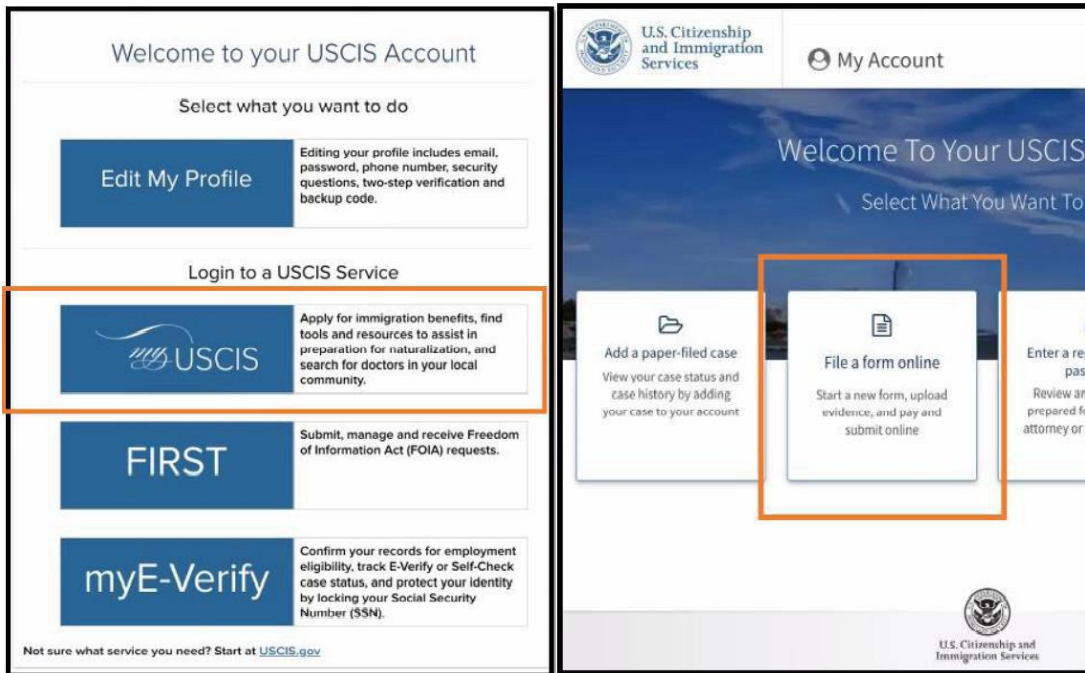 Welcome to your USCIS Account
Select what you want to do
Edit My Profile
Editing your profile includes email,
password, phone number, security
questions, two-step verification and
backup code.
Login to a USCIS Service
my USCIS
Apply for immigration benefits, find
tools and resources to assist in
preparation for naturalization, and
search for doctors in your local
community.
FIRST
Submit, manage and receive Freedom
of Information Act (FOIA) requests.
myE-Verify
Confirm your records for employment
eligibility, track E-Verify or Self-Check
case status, and protect your identity
by locking your Social Security
Number (SSN).
Not sure what service you need? Start at USCIS.gov
U.S. Citizenship
and Immigration
Services
My Account
Welcome To Your USCIS
Select What You Want To
Add a paper-filed case
View your case status and
case history by adding
your case to your account
File a form online
Start a new form, upload
evidence, and pay and
submit online
Enter a re
pas
Review an
prepared fo
attorney or
U.S. Citizenship and
Immigration Services